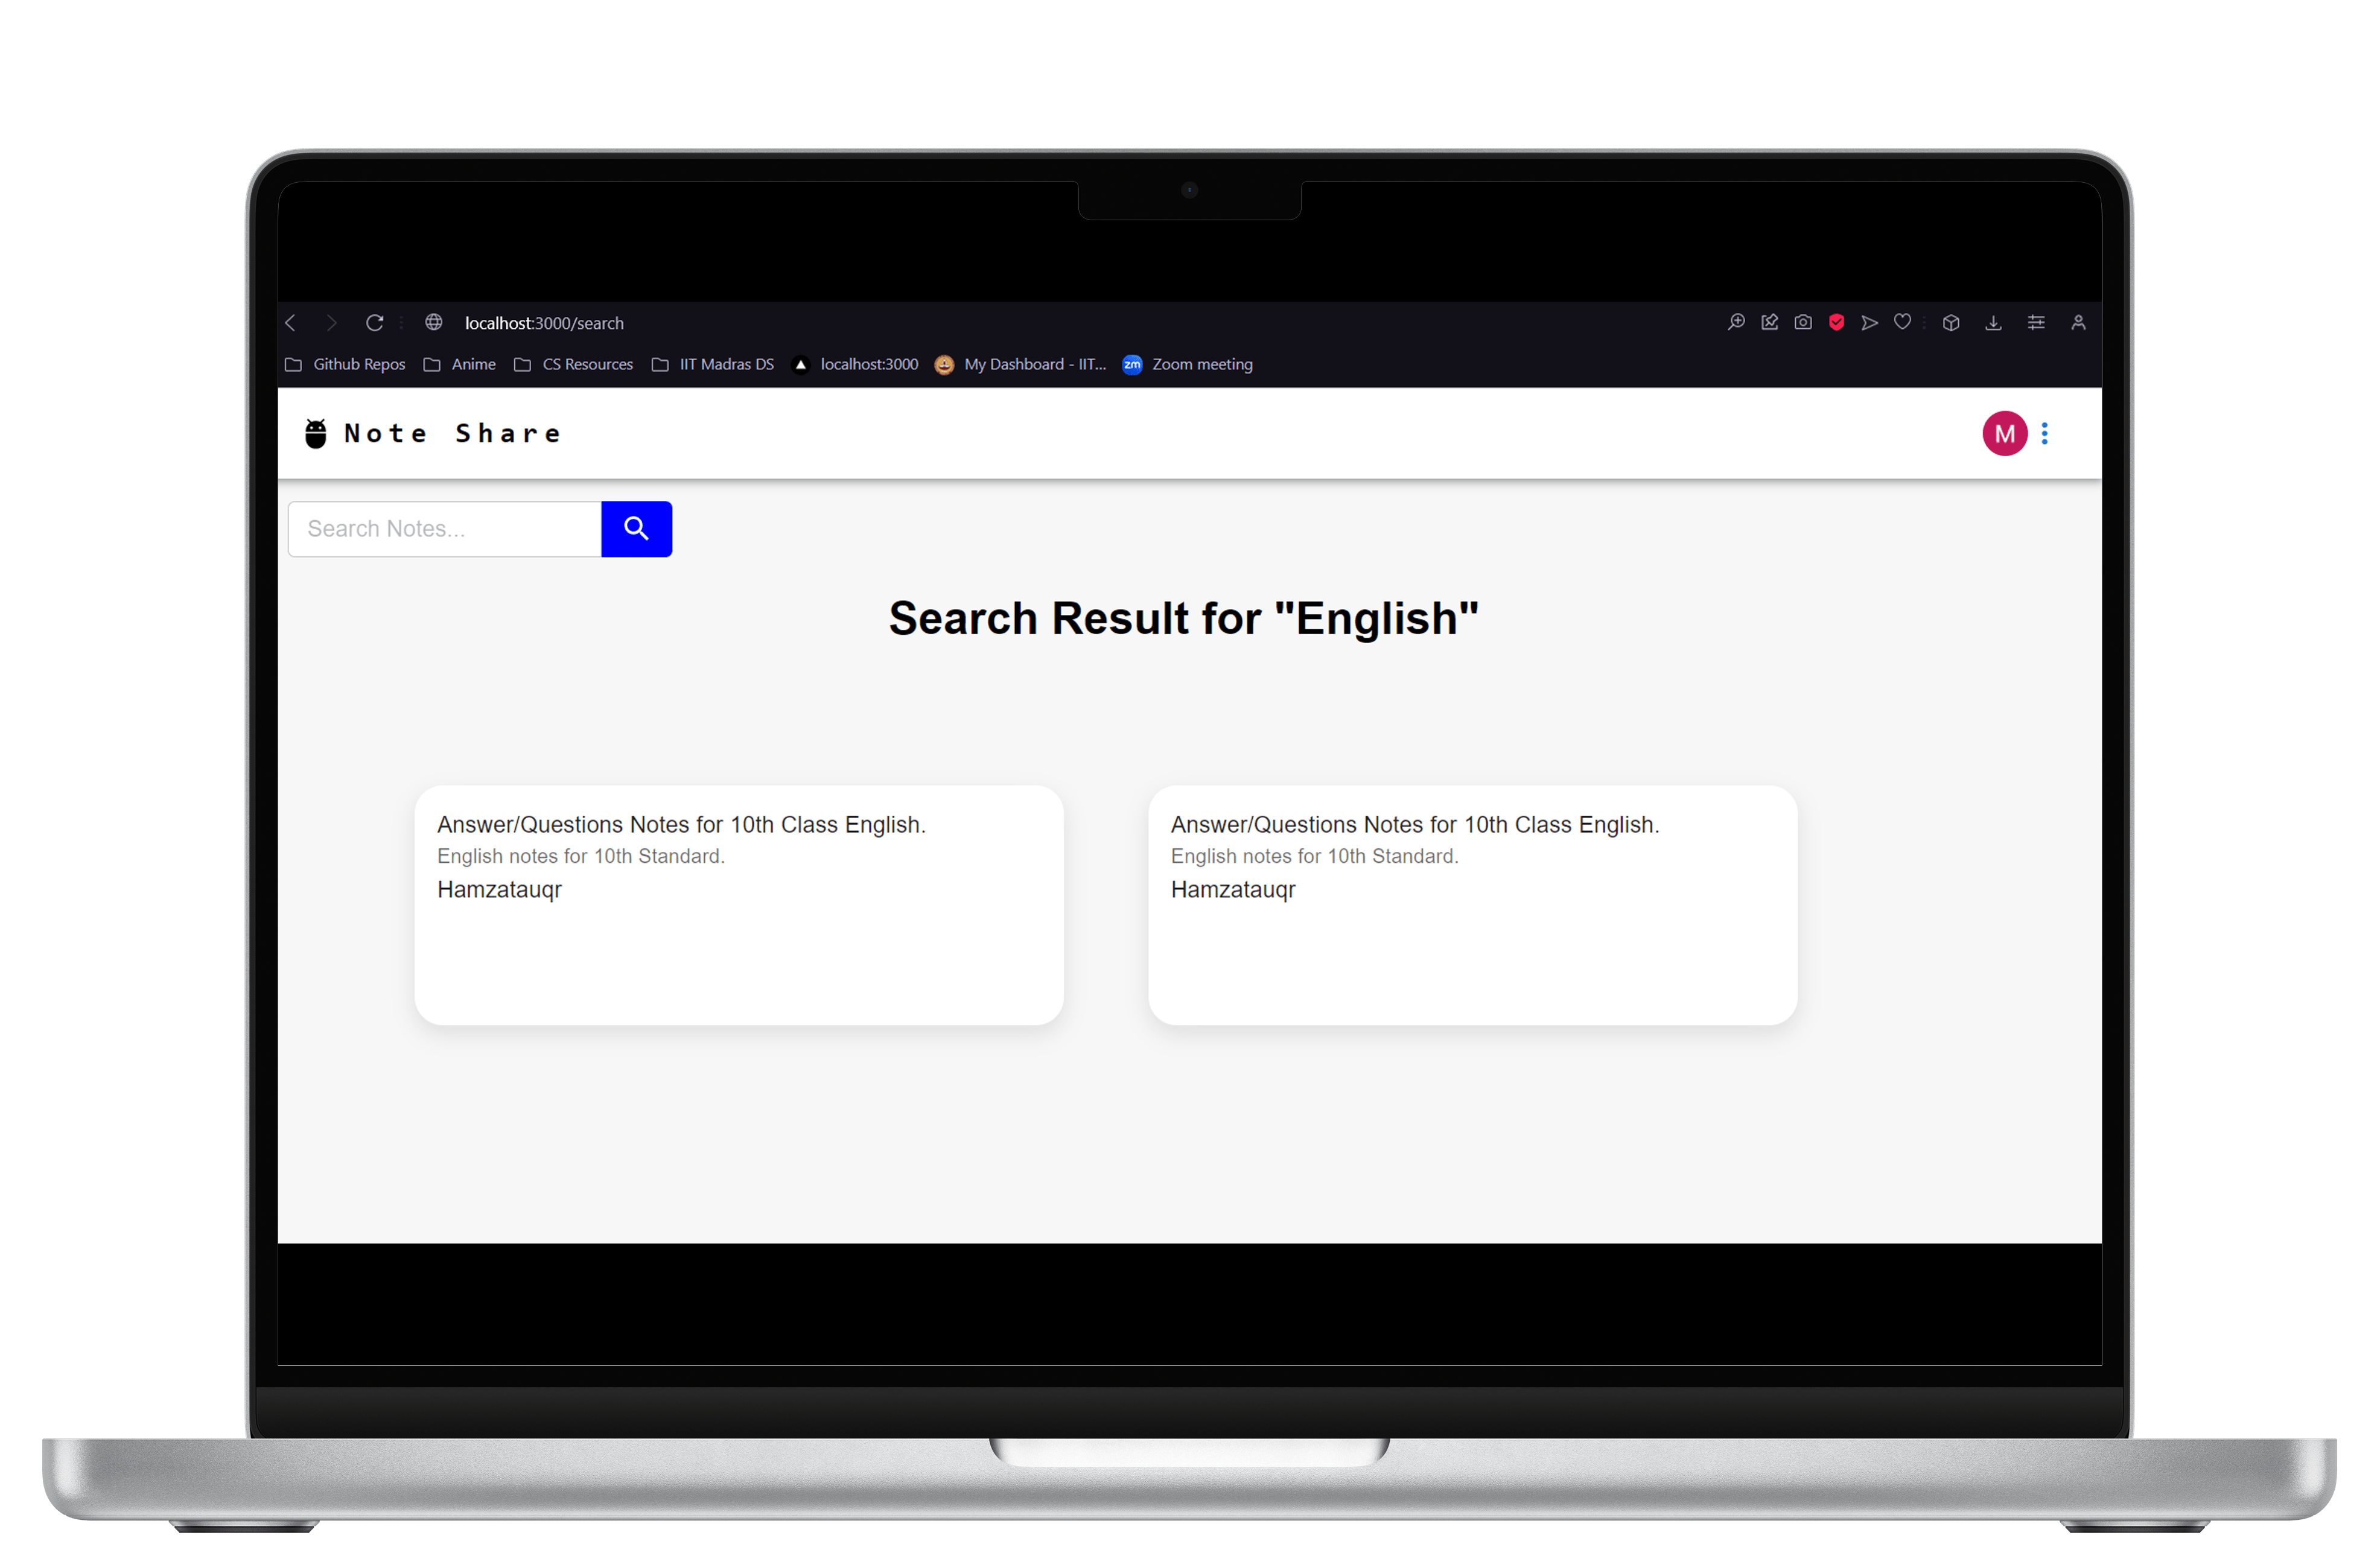 localhost:3000/search
Github Repos Anime CS Resources IIT Madras DS localhost:3000 My Dashboard - IIT... zm Zoom meeting
Note Share M
Search Notes...
Search Result for "English"
Answer/Questions Notes for 10th Class English.
English notes for 10th Standard.
Hamzatauqr
Answer/Questions Notes for 10th Class English.
English notes for 10th Standard.
Hamzatauqr